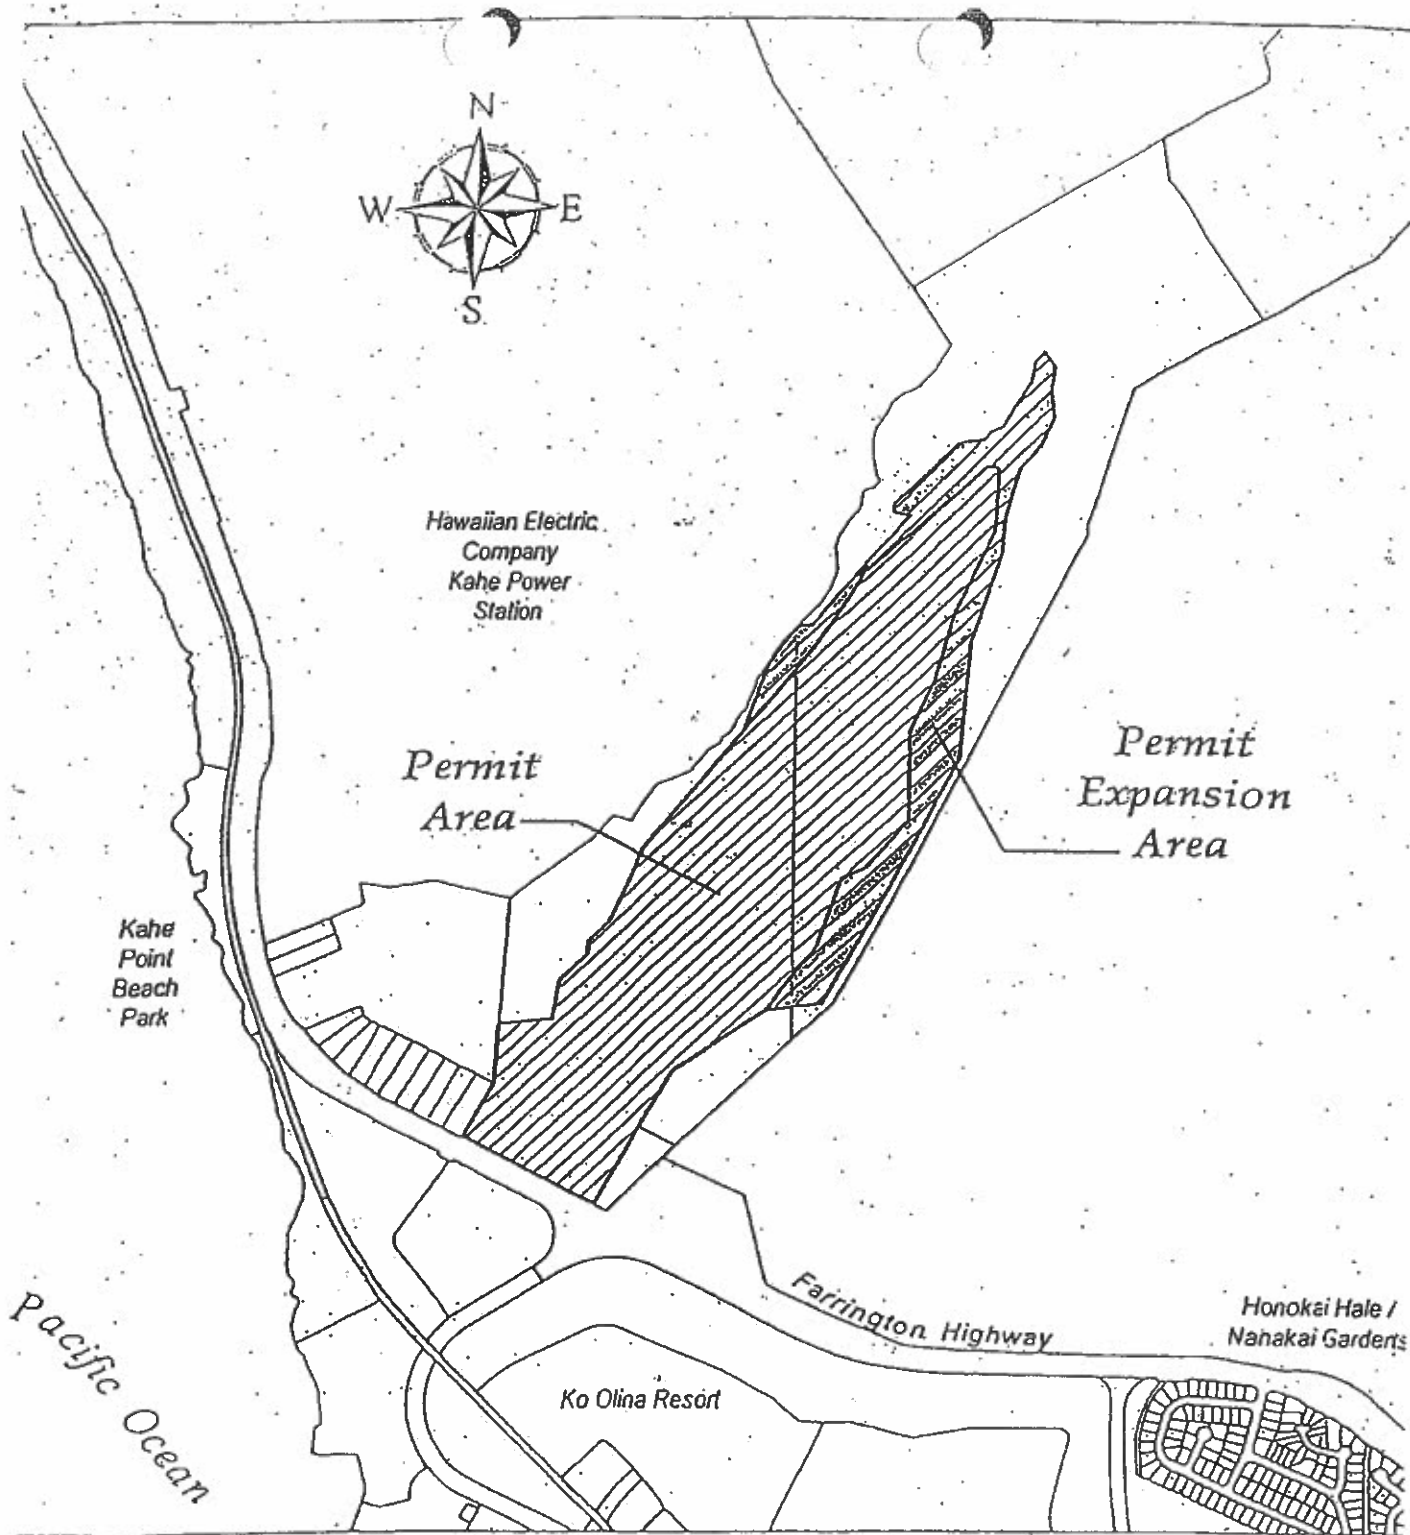 N
W
E
S
Hawaiian Electric
Company
Kahe Power
Station
Permit
Area
Permit
Expansion
Area
Kahe
Point
Beach
Park
Pacific Ocean
Farrington Highway
Honokai Hale /
Nanakai Gardens
Ko Olina Resort